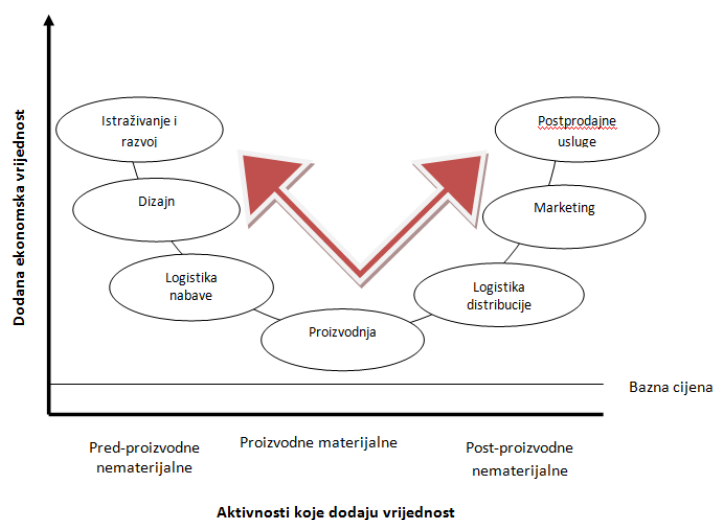 Dodana ekonomska vrijednost
Istraživanje i
razvoj
Dizajn
Logistika
nabave
Proizvodnja
Logistika
distribucije
Marketing
Postprodajne
usluge
Bazna cijena
Pred-proizvodne
nematerijalne
Proizvodne materijalne
Post-proizvodne
nematerijalne
Aktivnosti koje dodaju vrijednost